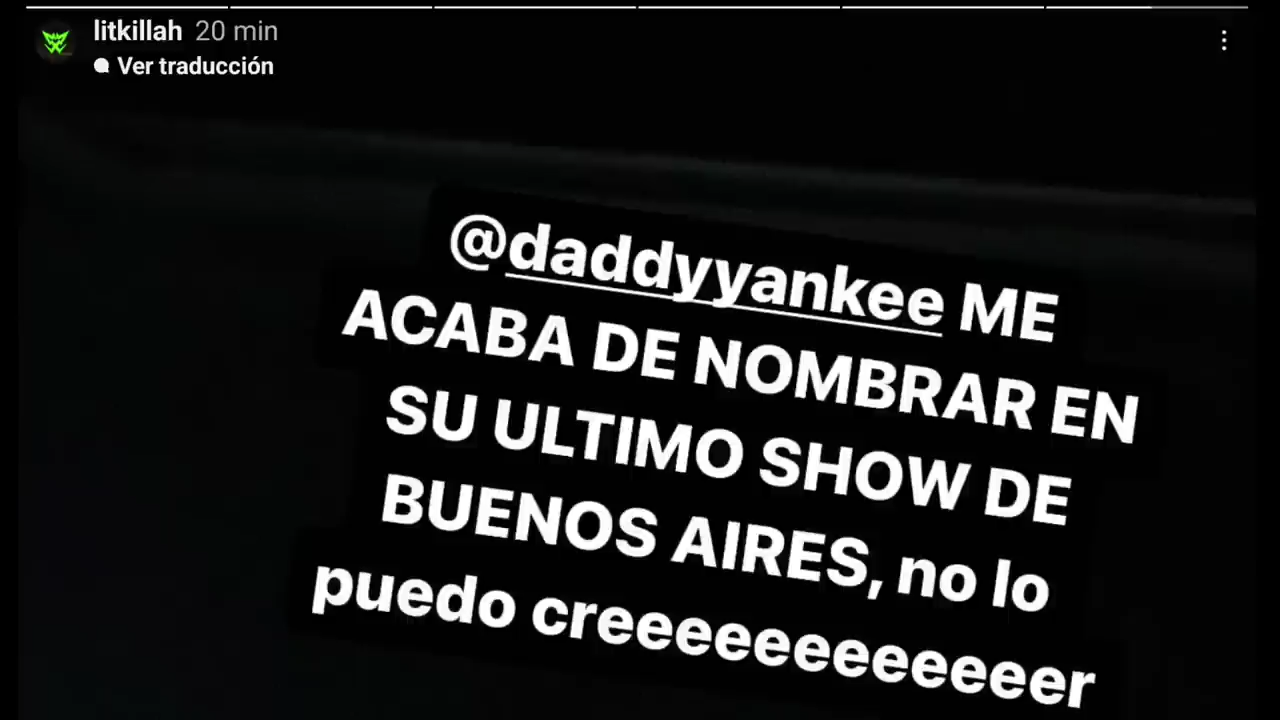 litkillah 20 min
Ver traducción
@daddyyankee ME
ACABA DE NOMBRAR EN
SU ULTIMO SHOW DE
BUENOS AIRES, no lo
puedo creeeeeeeeeeeer